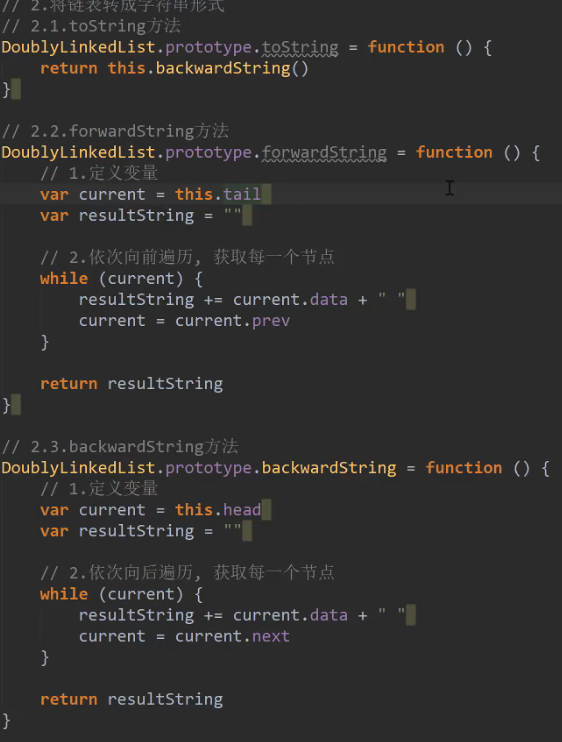 // 2.将链表转成字符串形式
// 2.1.toString方法
DoublyLinkedList.prototype.toString = function () {
    return this.backwardString()
}
// 2.2.forwardString方法
DoublyLinkedList.prototype.forwardString = function () {
    // 1.定义变量
    var current = this.tail
    var resultString = ""
    // 2.依次向前遍历, 获取每一个节点
    while (current) {
        resultString += current.data + " "
        current = current.prev
    }
    return resultString
}
// 2.3.backwardString方法
DoublyLinkedList.prototype.backwardString = function () {
    // 1.定义变量
    var current = this.head
    var resultString = ""
    // 2.依次向后遍历, 获取每一个节点
    while (current) {
        resultString += current.data + " "
        current = current.next
    }
    return resultString
}